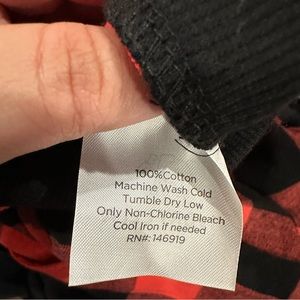 100%Cotton
Machine Wash Cold
Tumble Dry Low
Only Non-Chlorine Bleach
Cool Iron if needed
RN#: 146919